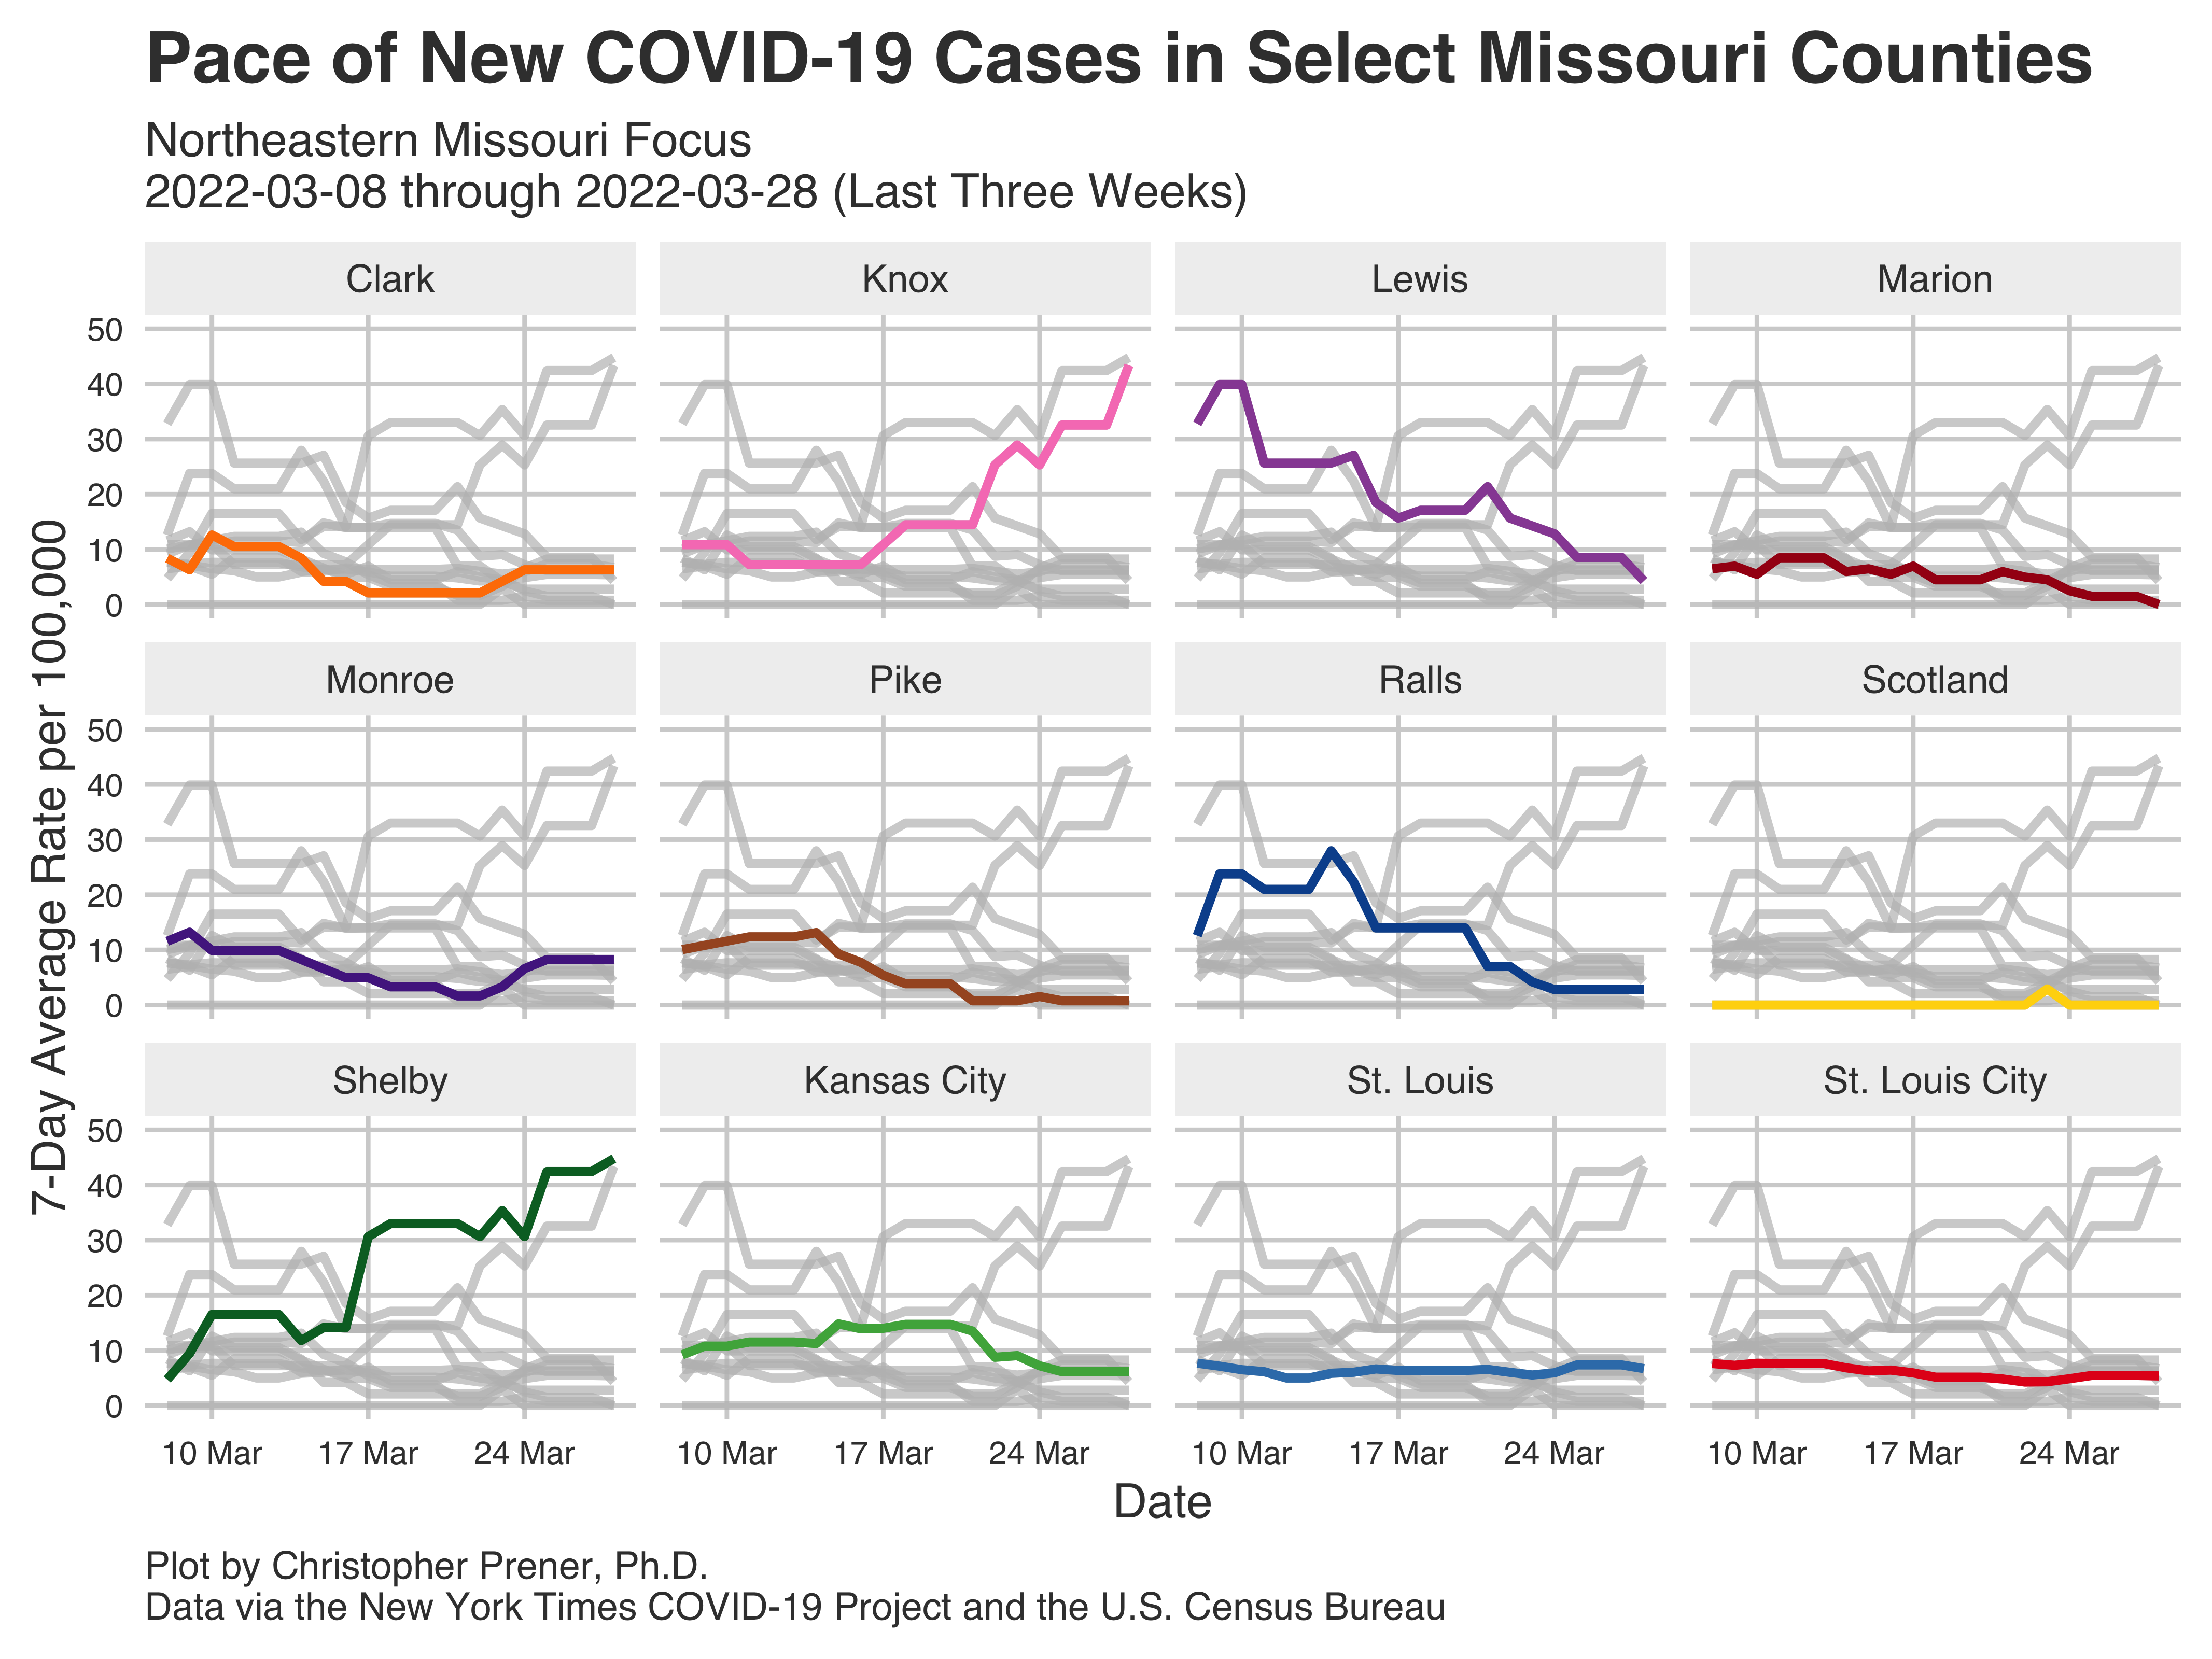 Pace of New COVID-19 Cases in Select Missouri Counties
Northeastern Missouri Focus
2022-03-08 through 2022-03-28 (Last Three Weeks)
7-Day Average Rate per 100,000
Clark
Knox
Lewis
Marion
50
40
30
20
10
0
Monroe
Pike
Ralls
Scotland
50
40
30
20
10
0
Shelby
Kansas City
St. Louis
St. Louis City
50
40
30
20
10
0
10 Mar 17 Mar 24 Mar
10 Mar 17 Mar 24 Mar
10 Mar 17 Mar 24 Mar
10 Mar 17 Mar 24 Mar
Date
Plot by Christopher Prener, Ph.D.
Data via the New York Times COVID-19 Project and the U.S. Census Bureau